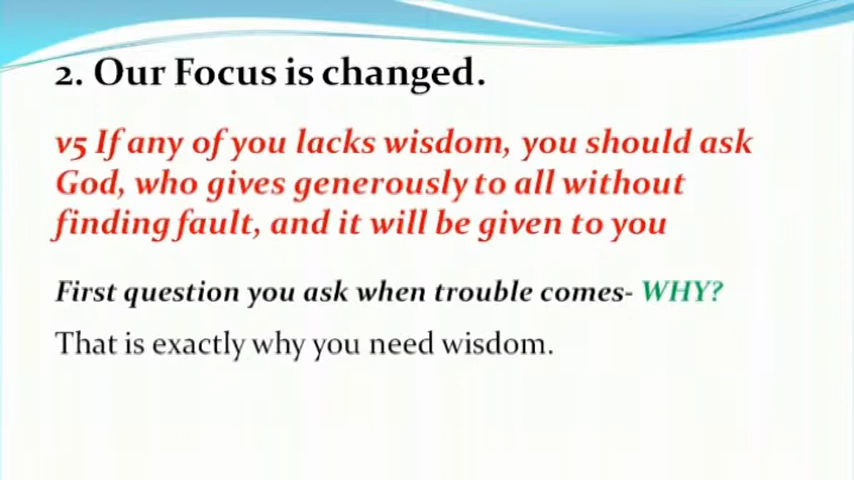 2. Our Focus is changed.
v5 If any of you lacks wisdom, you should ask
God, who gives generously to all without
finding fault, and it will be given to you
First question you ask when trouble comes- WHY?
That is exactly why you need wisdom.